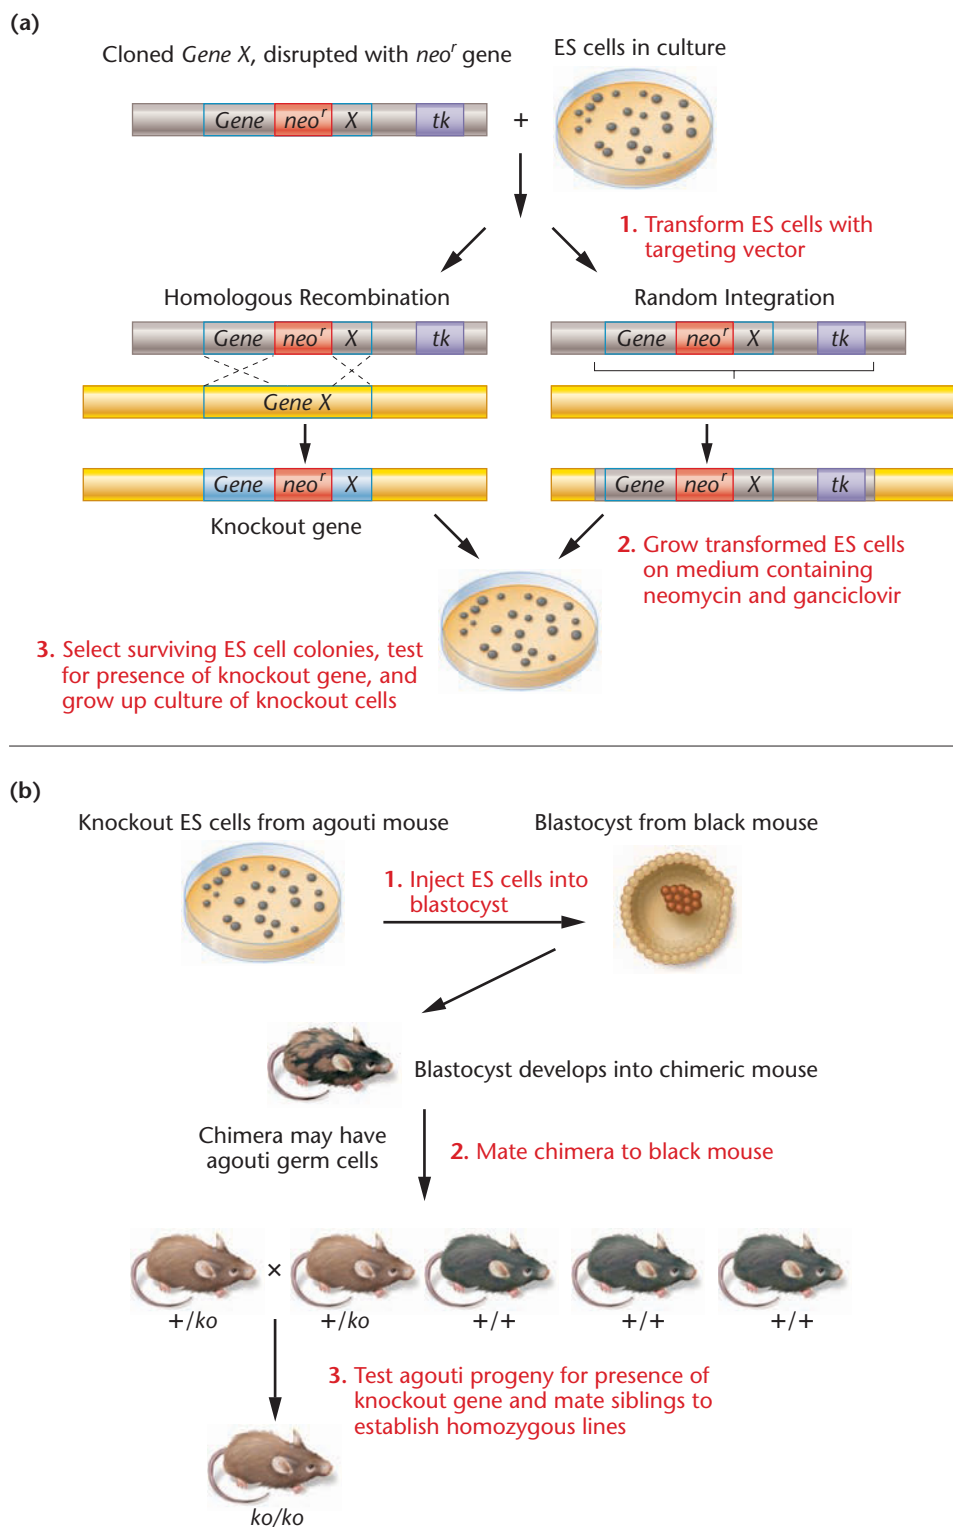 (a)
Cloned Gene X, disrupted with neoʳ gene
ES cells in culture
Gene neoʳ X tk
+
1. Transform ES cells with
targeting vector
Homologous Recombination
Random Integration
Gene neoʳ X tk
Gene neoʳ X tk
Gene X
Gene neoʳ X
Gene neoʳ X tk
Knockout gene
2. Grow transformed ES cells
on medium containing
neomycin and ganciclovir
3. Select surviving ES cell colonies, test
for presence of knockout gene, and
grow up culture of knockout cells
(b)
Knockout ES cells from agouti mouse
Blastocyst from black mouse
1. Inject ES cells into
blastocyst
Blastocyst develops into chimeric mouse
Chimera may have
agouti germ cells
2. Mate chimera to black mouse
×
+/ko +/ko +/+ +/+ +/+
3. Test agouti progeny for presence of
knockout gene and mate siblings to
establish homozygous lines
ko/ko